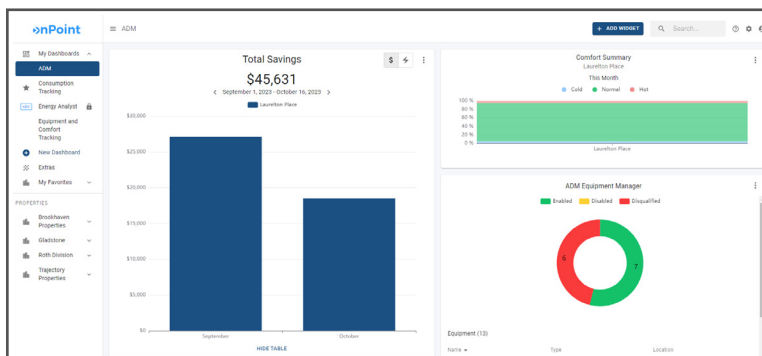 onPoint
ADM
+ ADD WIDGET
Search...
My Dashboards
ADM
Consumption
Tracking
Energy Analyst
Equipment and
Comfort
Tracking
New Dashboard
Extras
My Favorites
PROPERTIES
Brookhaven
Properties
Gladstone
Roth Division
Trajectory
Properties
Total Savings
$
$45,631
September 1, 2023 - October 16, 2023
Laurelton Place
$30,000
$25,000
$20,000
$15,000
$10,000
$5,000
$0
September October
HIDE TABLE
Comfort Summary
Laurelton Place
This Month
Cold Normal Hot
100 %
80 %
60 %
40 %
20 %
0 %
Laurelton Place
ADM Equipment Manager
Enabled Disabled Disqualified
6 7
Equipment (13)
Name Type Location